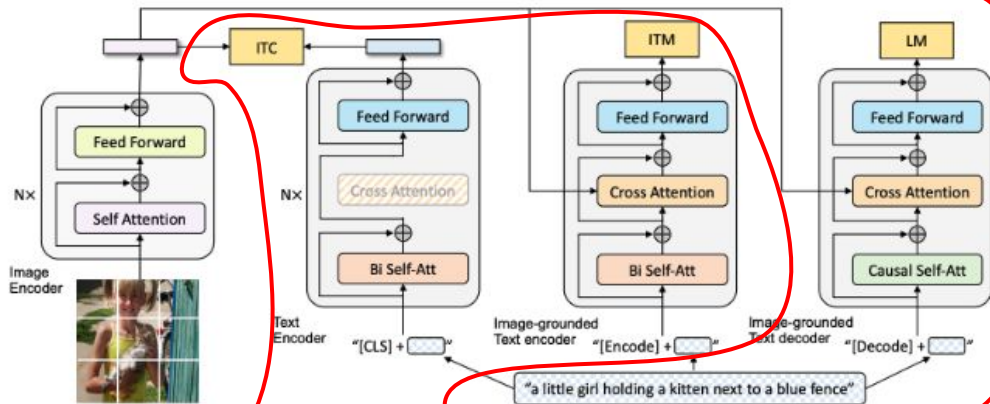 ITC
ITM
LM
Feed Forward
Self Attention
N×
Image
Encoder
Feed Forward
Cross Attention
Bi Self-Att
N×
Text
Encoder
"[CLS] + "
Feed Forward
Cross Attention
Bi Self-Att
Image-grounded
Text encoder
"[Encode] + "
Feed Forward
Cross Attention
Causal Self-Att
Image-grounded
Text decoder
"[Decode] + "
"a little girl holding a kitten next to a blue fence"